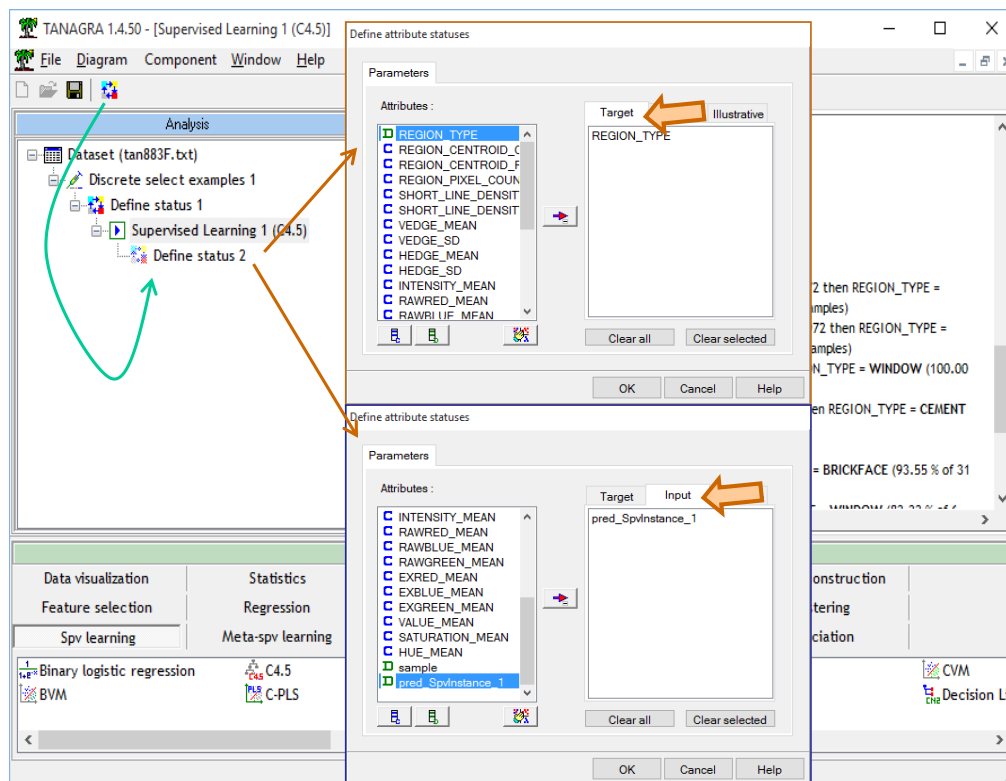 TANAGRA 1.4.50 - [Supervised Learning 1 (C4.5)]
File Diagram Component Window Help
Analysis
Dataset (tan883F.txt)
Discrete select examples 1
Define status 1
Supervised Learning 1 (C4.5)
Define status 2
Define attribute statuses
Parameters
Attributes :
REGION_TYPE
REGION_CENTROID_C
REGION_CENTROID_F
REGION_PIXEL_COUN
SHORT_LINE_DENSIT
SHORT_LINE_DENSIT
VEDGE_MEAN
VEDGE_SD
HEDGE_MEAN
HEDGE_SD
INTENSITY_MEAN
RAWRED_MEAN
RAWBLUE_MEAN
Target Illustrative
REGION_TYPE
Clear all Clear selected
OK Cancel Help
72 then REGION_TYPE =
amples)
72 then REGION_TYPE =
amples)
N_TYPE = WINDOW (100.00
en REGION_TYPE = CEMENT
= BRICKFACE (93.55 % of 31
Define attribute statuses
Parameters
Attributes :
INTENSITY_MEAN
RAWRED_MEAN
RAWBLUE_MEAN
RAWGREEN_MEAN
EXRED_MEAN
EXBLUE_MEAN
EXGREEN_MEAN
VALUE_MEAN
SATURATION_MEAN
HUE_MEAN
sample
pred_SpvInstance_1
Target Input
pred_SpvInstance_1
Clear all Clear selected
OK Cancel Help
Data visualization Statistics onstruction
Feature selection Regression tering
Spv learning Meta-spv learning ciation
Binary logistic regression C4.5 CVM
BVM C-PLS Decision L